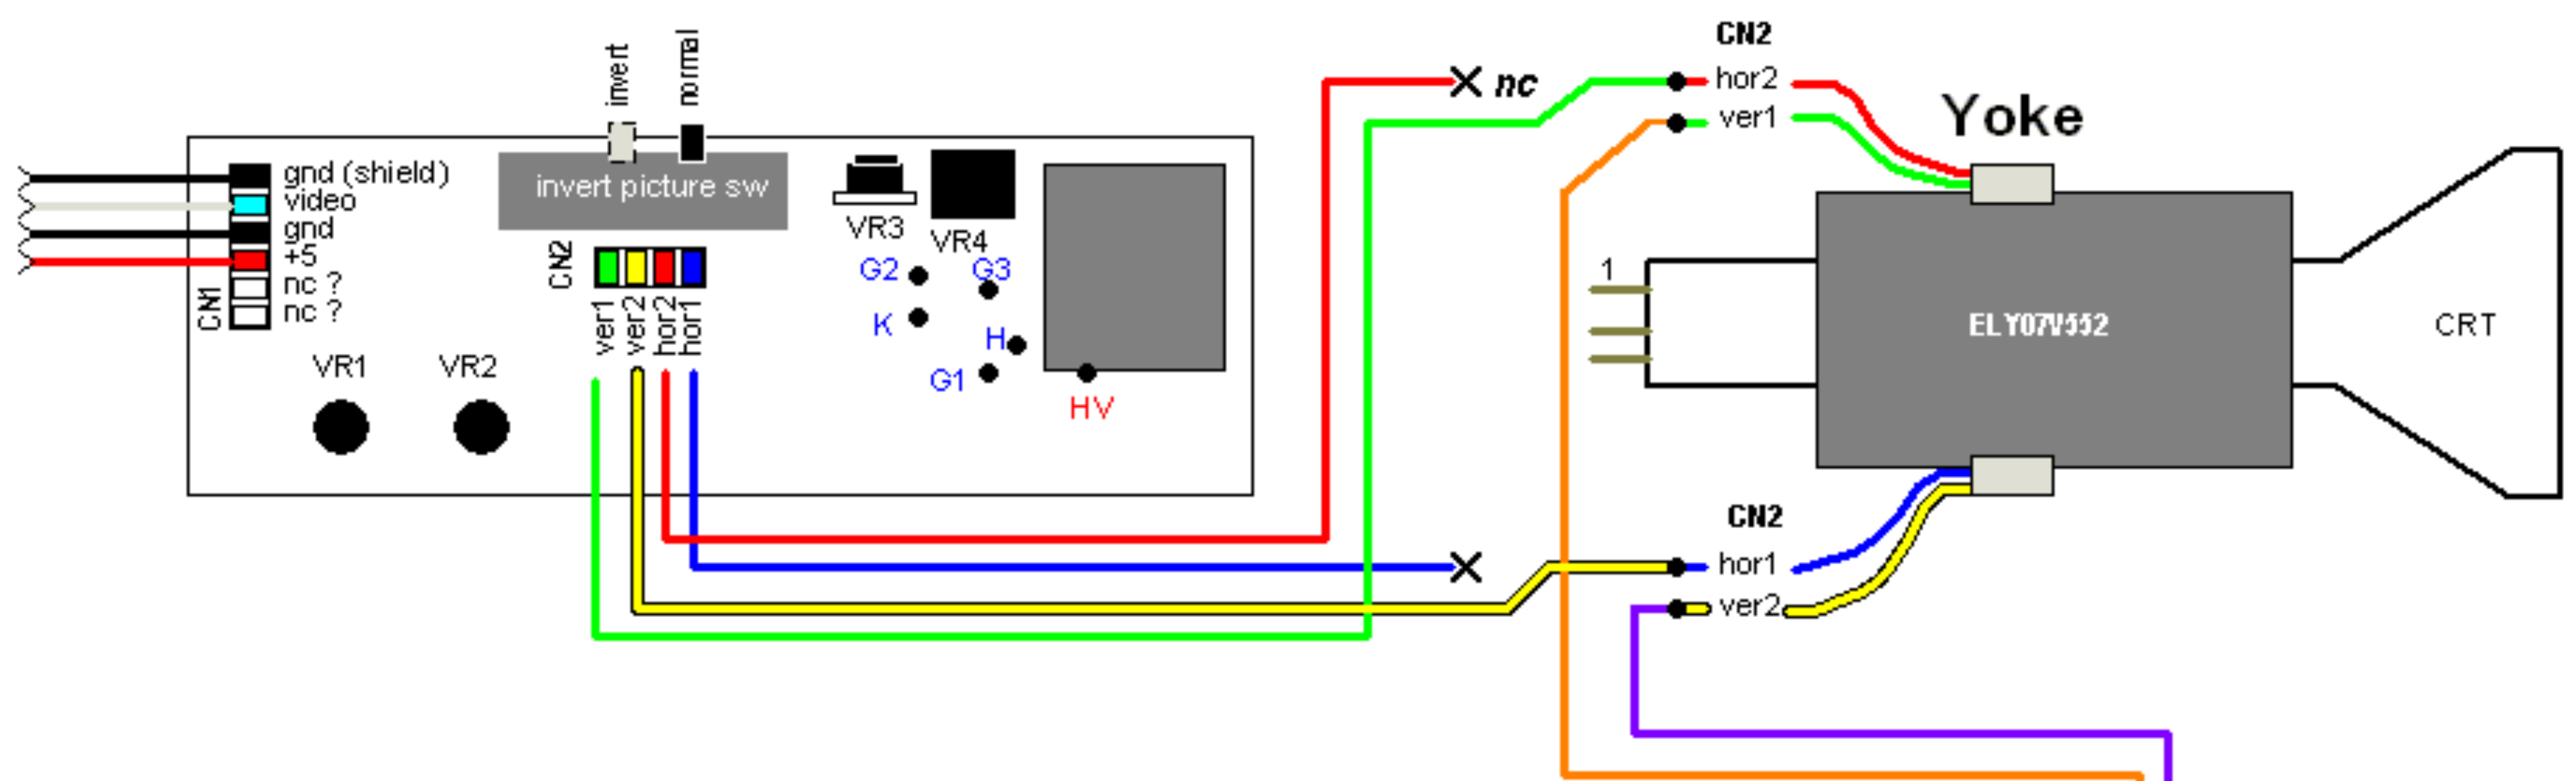 invert
normal
gnd (shield)
video
gnd
+5
nc ?
nc ?
CN1
invert picture sw
CN2
ver1
ver2
hor2
hor1
VR1
VR2
VR3
VR4
G2
G3
K
H
G1
HV
nc
CN2
hor2
ver1
Yoke
1
ELY07V552
CRT
CN2
hor1
ver2